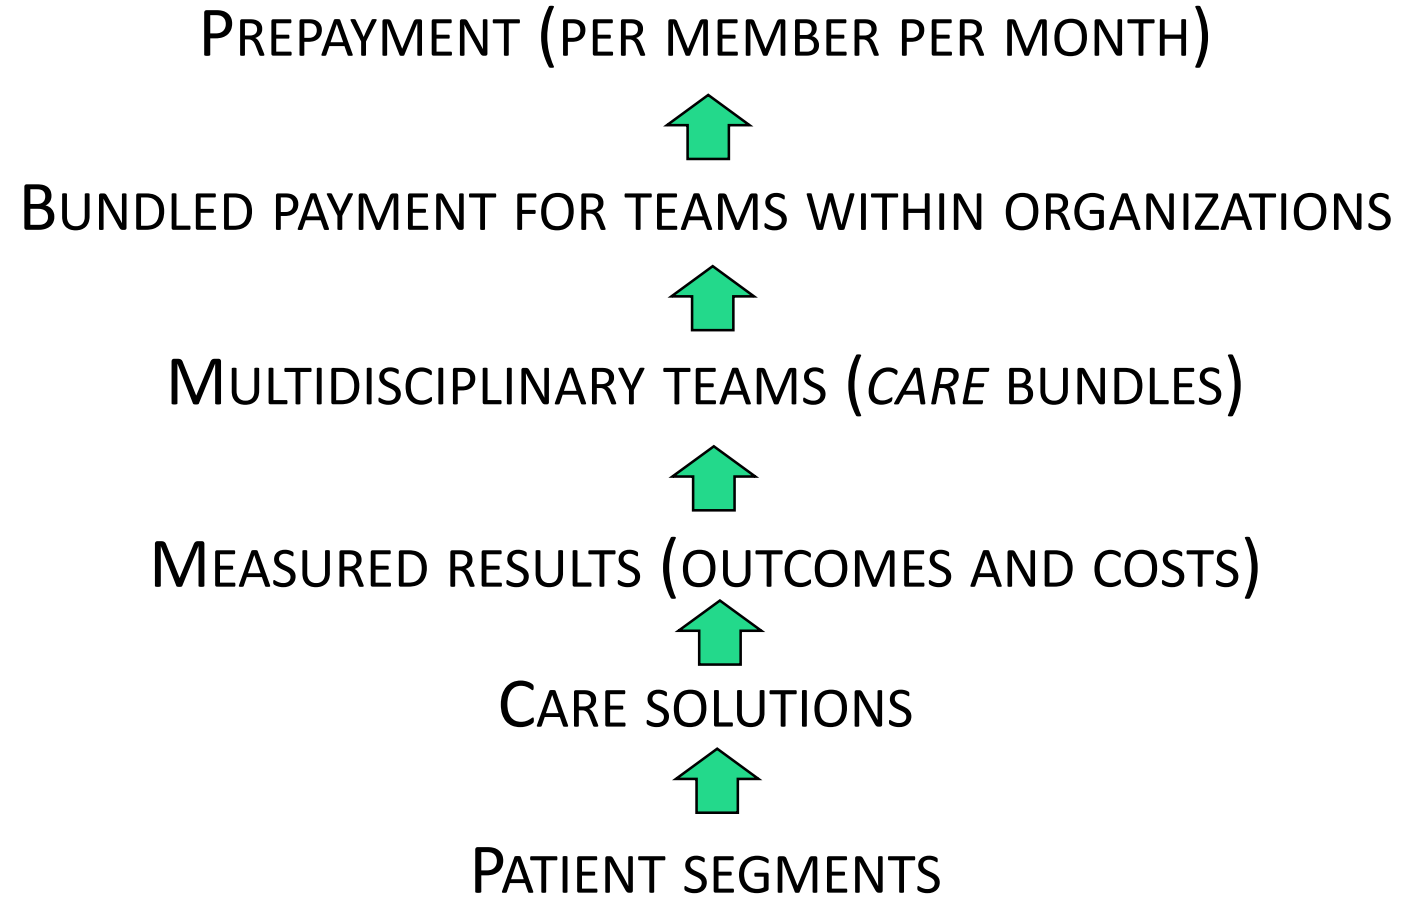 Prepayment (per member per month)
Bundled payment for teams within organizations
Multidisciplinary teams (care bundles)
Measured results (outcomes and costs)
Care solutions
Patient segments